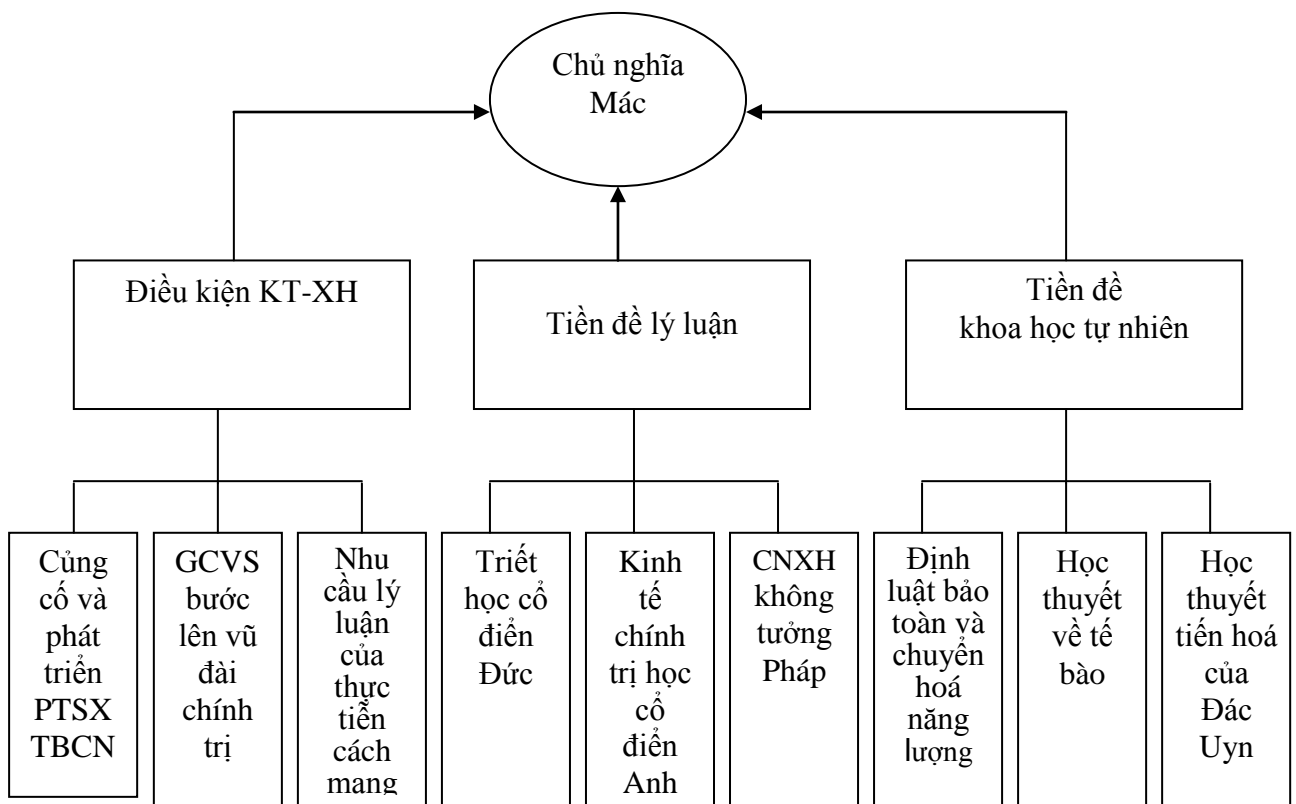 Chủ nghĩa
Mác
Điều kiện KT-XH
Tiền đề lý luận
Tiền đề
khoa học tự nhiên
Củng
cố và
phát
triển
PTSX
TBCN
GCVS
bước
lên vũ
đài
chính
trị
Nhu
cầu lý
luận
của
thực
tiễn
cách
mang
Triết
học cổ
điển
Đức
Kinh
tế
chính
trị học
cổ
điển
Anh
CNXH
không
tưởng
Pháp
Định
luật bảo
toàn và
chuyển
hoá
năng
lượng
Học
thuyết
về tế
bào
Học
thuyết
tiến hoá
của
Đác
Uyn